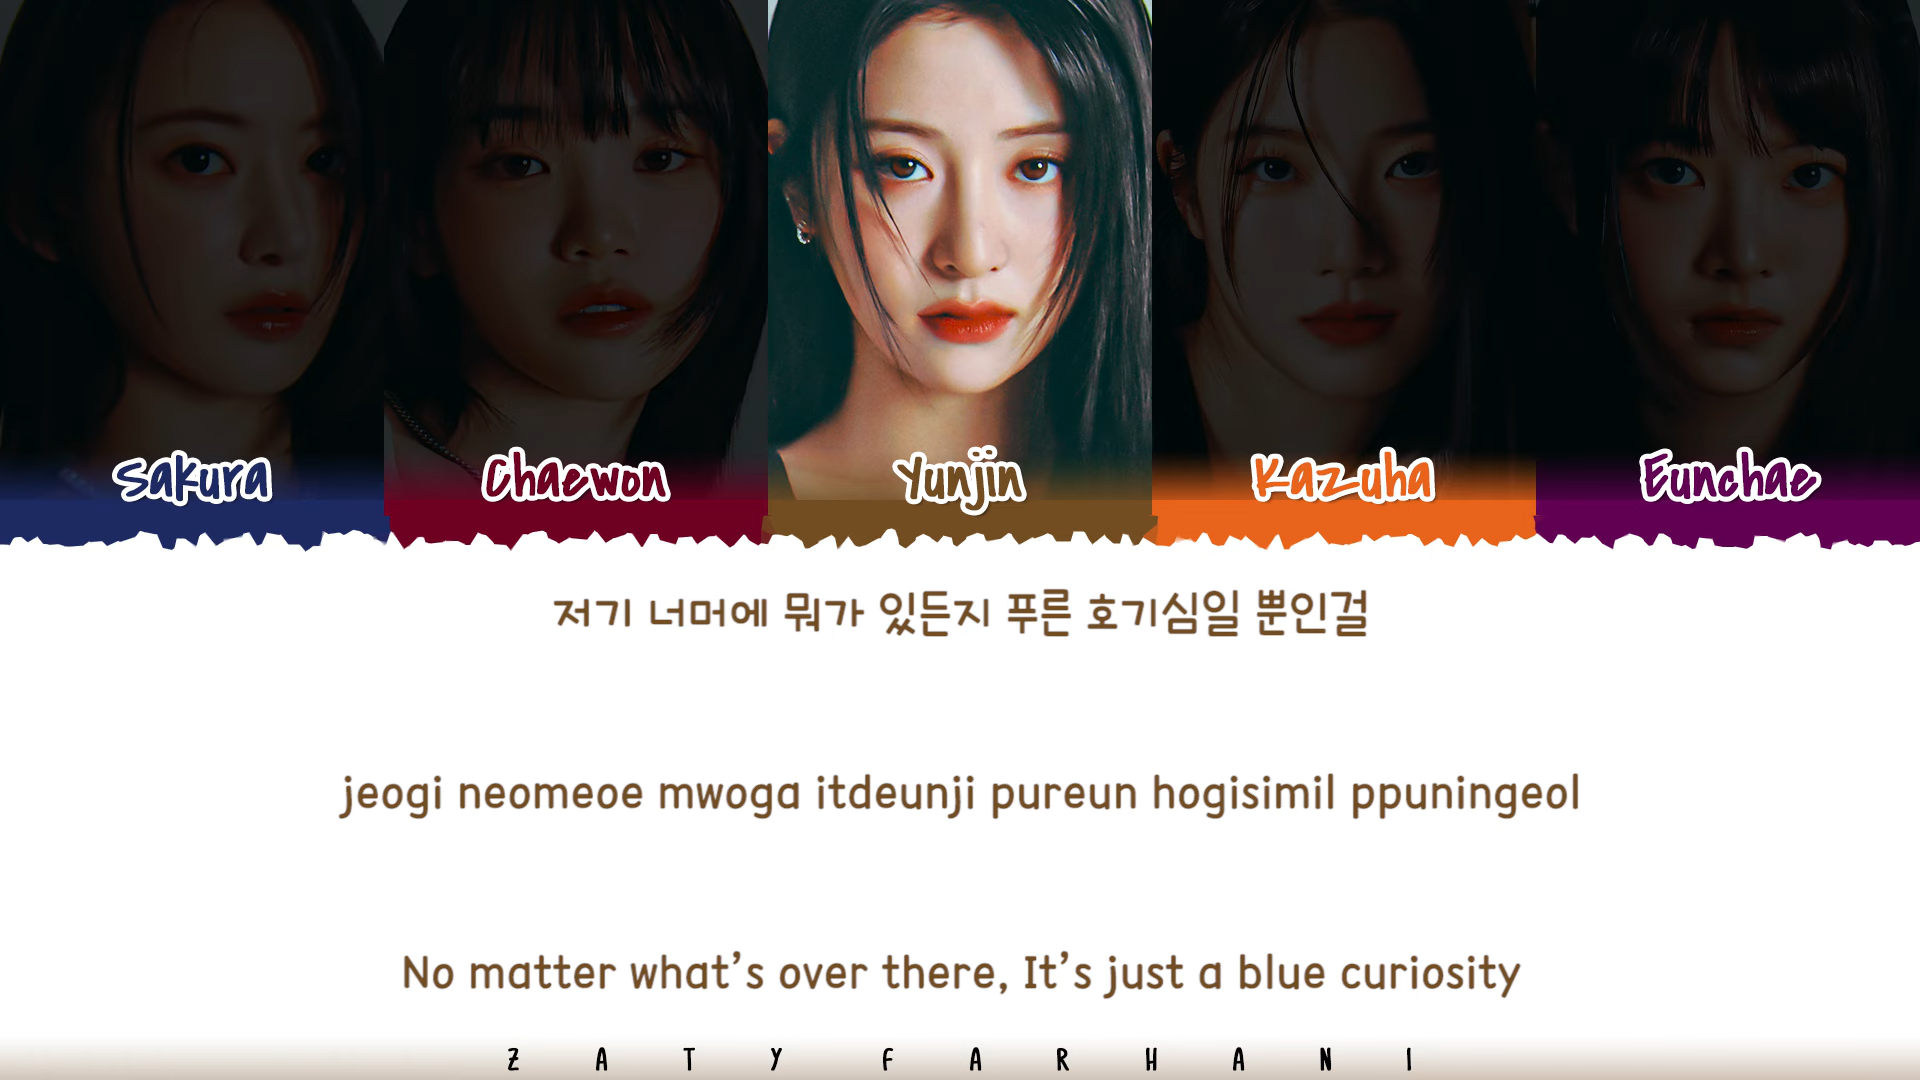 Sakura Chaewon Yunjin Kazuha Eunchae
저기 너머에 뭐가 있든지 푸른 호기심일 뿐인걸
jeogi neomeoe mwoga itdeunji pureun hogisimil ppuningeol
No matter what's over there, It's just a blue curiosity
ZATY FARHANI